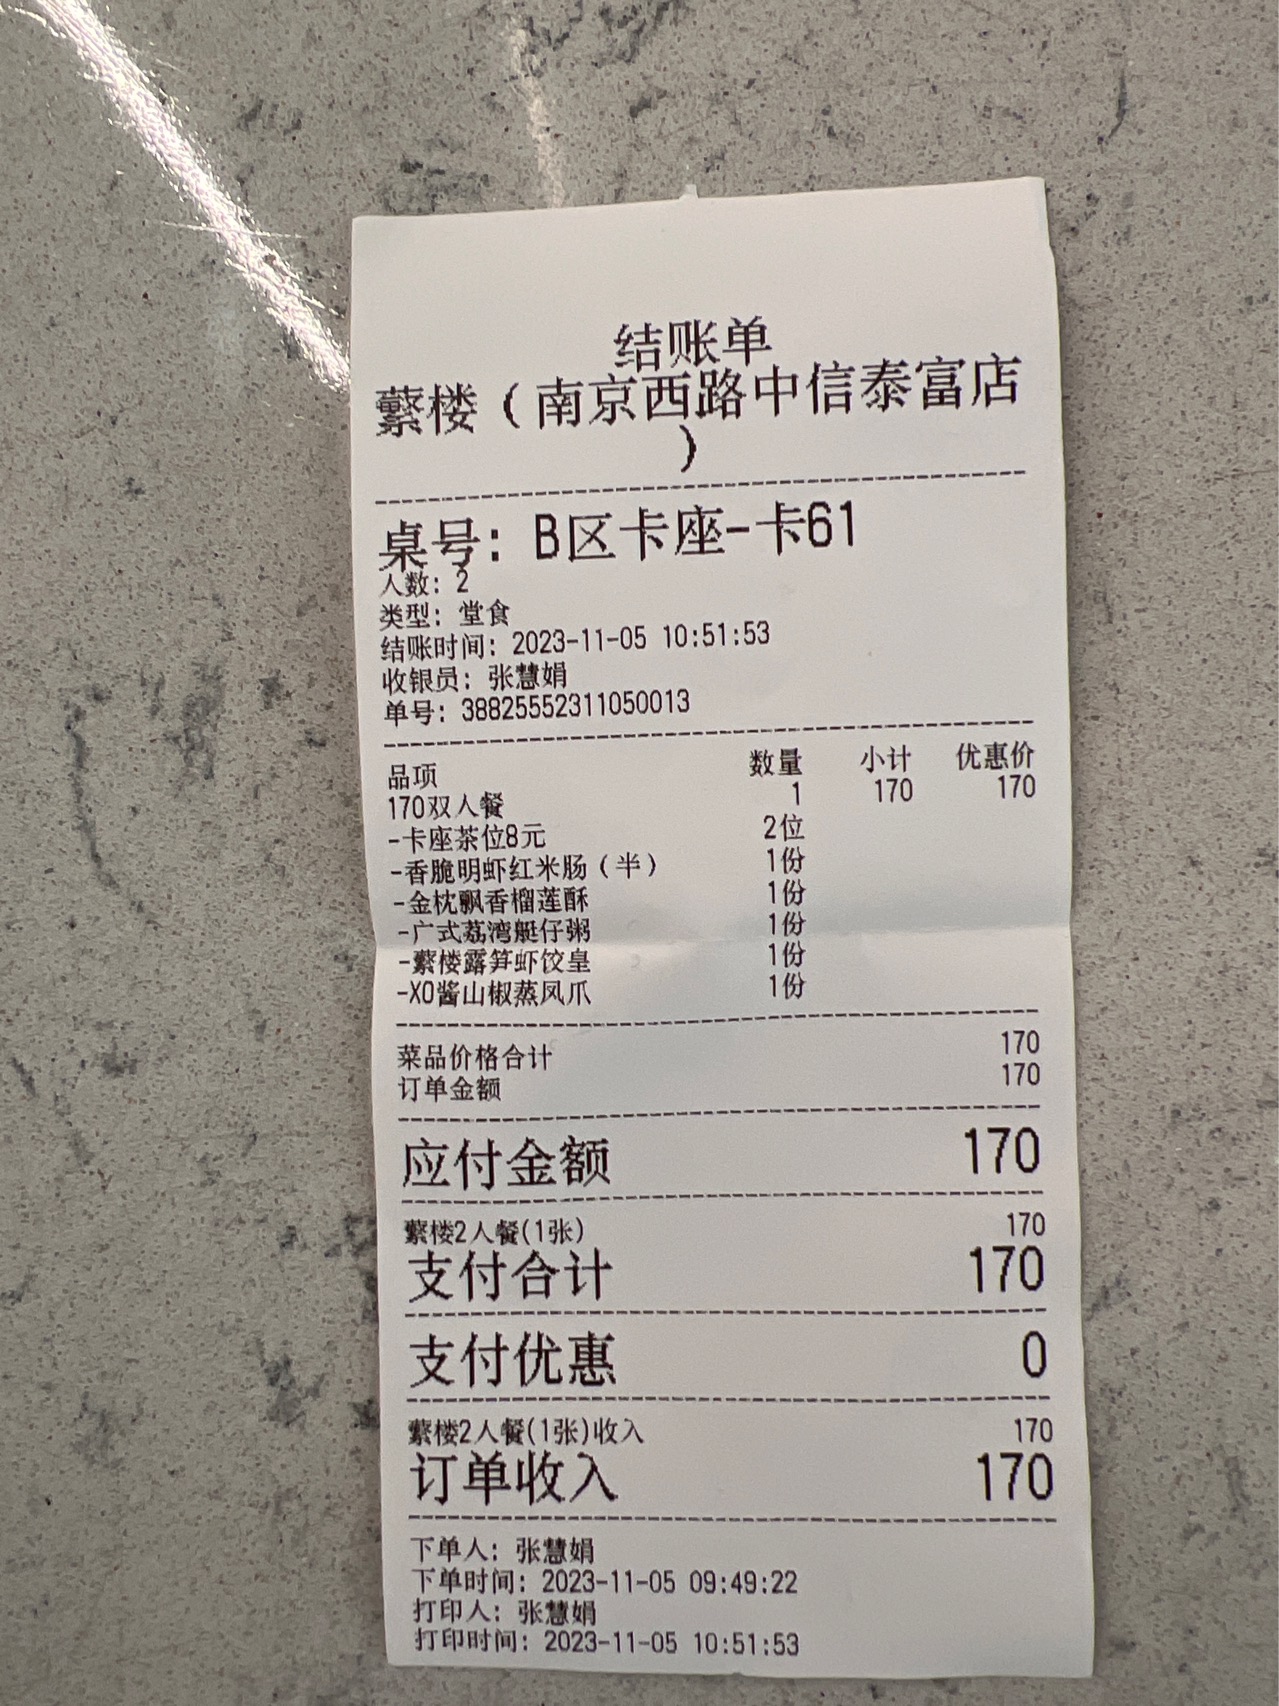 结账单
蘩楼（南京西路中信泰富店
）
桌号：B区卡座-卡61
人数：2
类型：堂食
结账时间：2023-11-05 10:51:53
收银员：张慧娟
单号：38825552311050013
品项 数量 小计 优惠价
170双人餐 1 170 170
-卡座茶位8元 2位
-香脆明虾红米肠（半） 1份
-金枕飘香榴莲酥 1份
-广式荔湾艇仔粥 1份
-蘩楼露笋虾饺皇 1份
-XO酱山椒蒸凤爪 1份
菜品价格合计 170
订单金额 170
应付金额 170
蘩楼2人餐(1张) 170
支付合计 170
支付优惠 0
蘩楼2人餐(1张)收入 170
订单收入 170
下单人：张慧娟
下单时间：2023-11-05 09:49:22
打印人：张慧娟
打印时间：2023-11-05 10:51:53